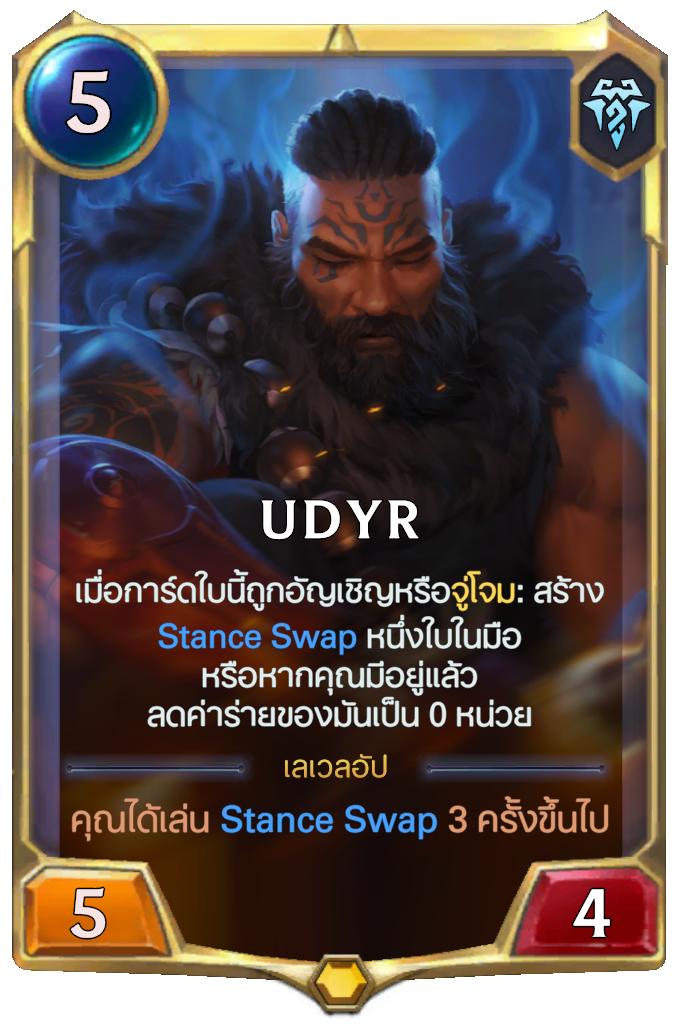 5
UDYR
เมื่อการ์ดใบนี้ถูกอัญเชิญหรือจู่โจม: สร้าง
Stance Swap หนึ่งใบในมือ
หรือหากคุณมีอยู่แล้ว
ลดค่าร่ายของมันเป็น 0 หน่วย
เลเวลอัป
คุณได้เล่น Stance Swap 3 ครั้งขึ้นไป
5
4